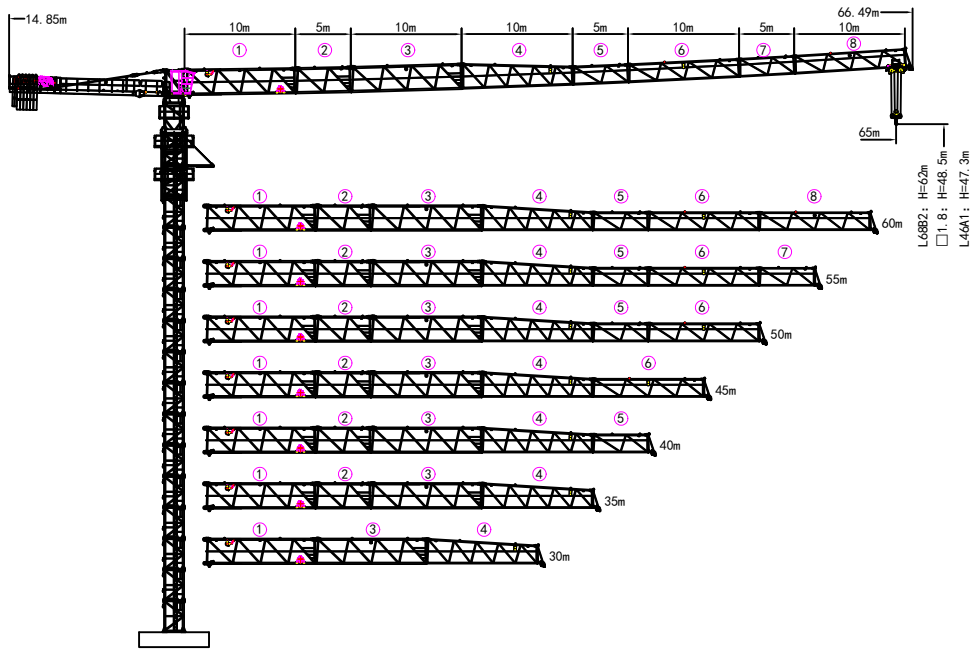 14.85m
66.49m
10m 5m 10m 10m 5m 10m 5m 10m
① ② ③ ④ ⑤ ⑥ ⑦ ⑧
65m
L68B2: H=62m
□1.8: H=48.5m
L46A1: H=47.3m
① ② ③ ④ ⑤ ⑥ ⑧
60m
① ② ③ ④ ⑤ ⑥ ⑦
55m
① ② ③ ④ ⑤ ⑥
50m
① ② ③ ④ ⑥
45m
① ② ③ ④ ⑤
40m
① ② ③ ④
35m
① ③ ④
30m